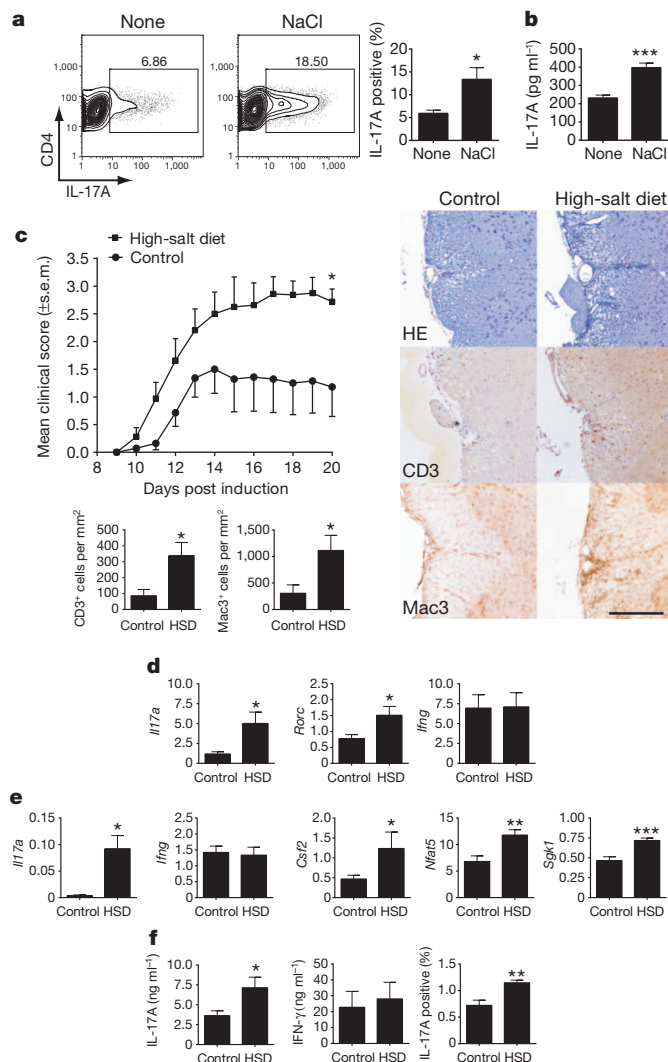 a
None
NaCl
6.86
18.50
1,000
100
10
1
1 10 100 1,000
1,000
100
10
1
1 10 100 1,000
CD4
IL-17A
IL-17A positive (%)
20
15
10
5
0
*
None NaCl
b
IL-17A (pg ml⁻¹)
500
400
300
200
100
0
***
None NaCl
c
High-salt diet
Control
Mean clinical score (±s.e.m.)
3.5
3.0
2.5
2.0
1.5
1.0
0.5
0
*
8 10 12 14 16 18 20
Days post induction
CD3⁺ cells per mm²
500
400
300
200
100
0
*
Control HSD
Mac3⁺ cells per mm²
1,500
1,000
500
0
*
Control HSD
Control High-salt diet
HE
CD3
Mac3
d
Il17a
10.0
7.5
5.0
2.5
0
*
Control HSD
Rorc
2.5
2.0
1.5
1.0
0.5
0
*
Control HSD
Ifng
10.0
7.5
5.0
2.5
0
Control HSD
e
Il17a
0.15
0.10
0.05
0
*
Control HSD
Ifng
2.5
2.0
1.5
1.0
0.5
0
Control HSD
Csf2
2.0
1.5
1.0
0.5
0
*
Control HSD
Nfat5
15
10
5
0
**
Control HSD
Sgk1
1.00
0.75
0.50
0.25
0
***
Control HSD
f
IL-17A (ng ml⁻¹)
10.0
7.5
5.0
2.5
0
*
Control HSD
IFN-γ (ng ml⁻¹)
50
40
30
20
10
0
Control HSD
IL-17A positive (%)
1.5
1.0
0.5
0
**
Control HSD